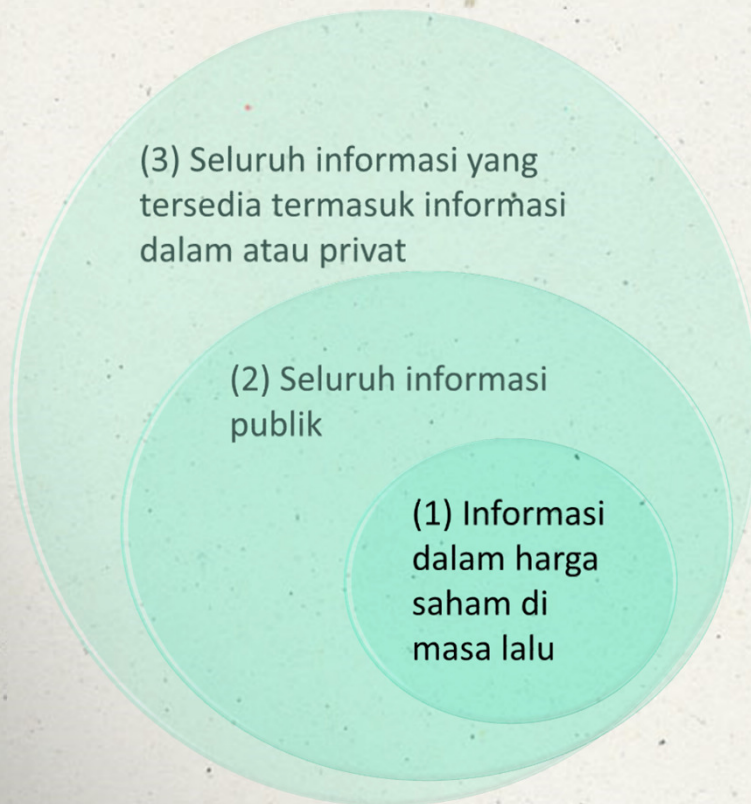 (3) Seluruh informasi yang
tersedia termasuk informasi
dalam atau privat
(2) Seluruh informasi
publik
(1) Informasi
dalam harga
saham di
masa lalu